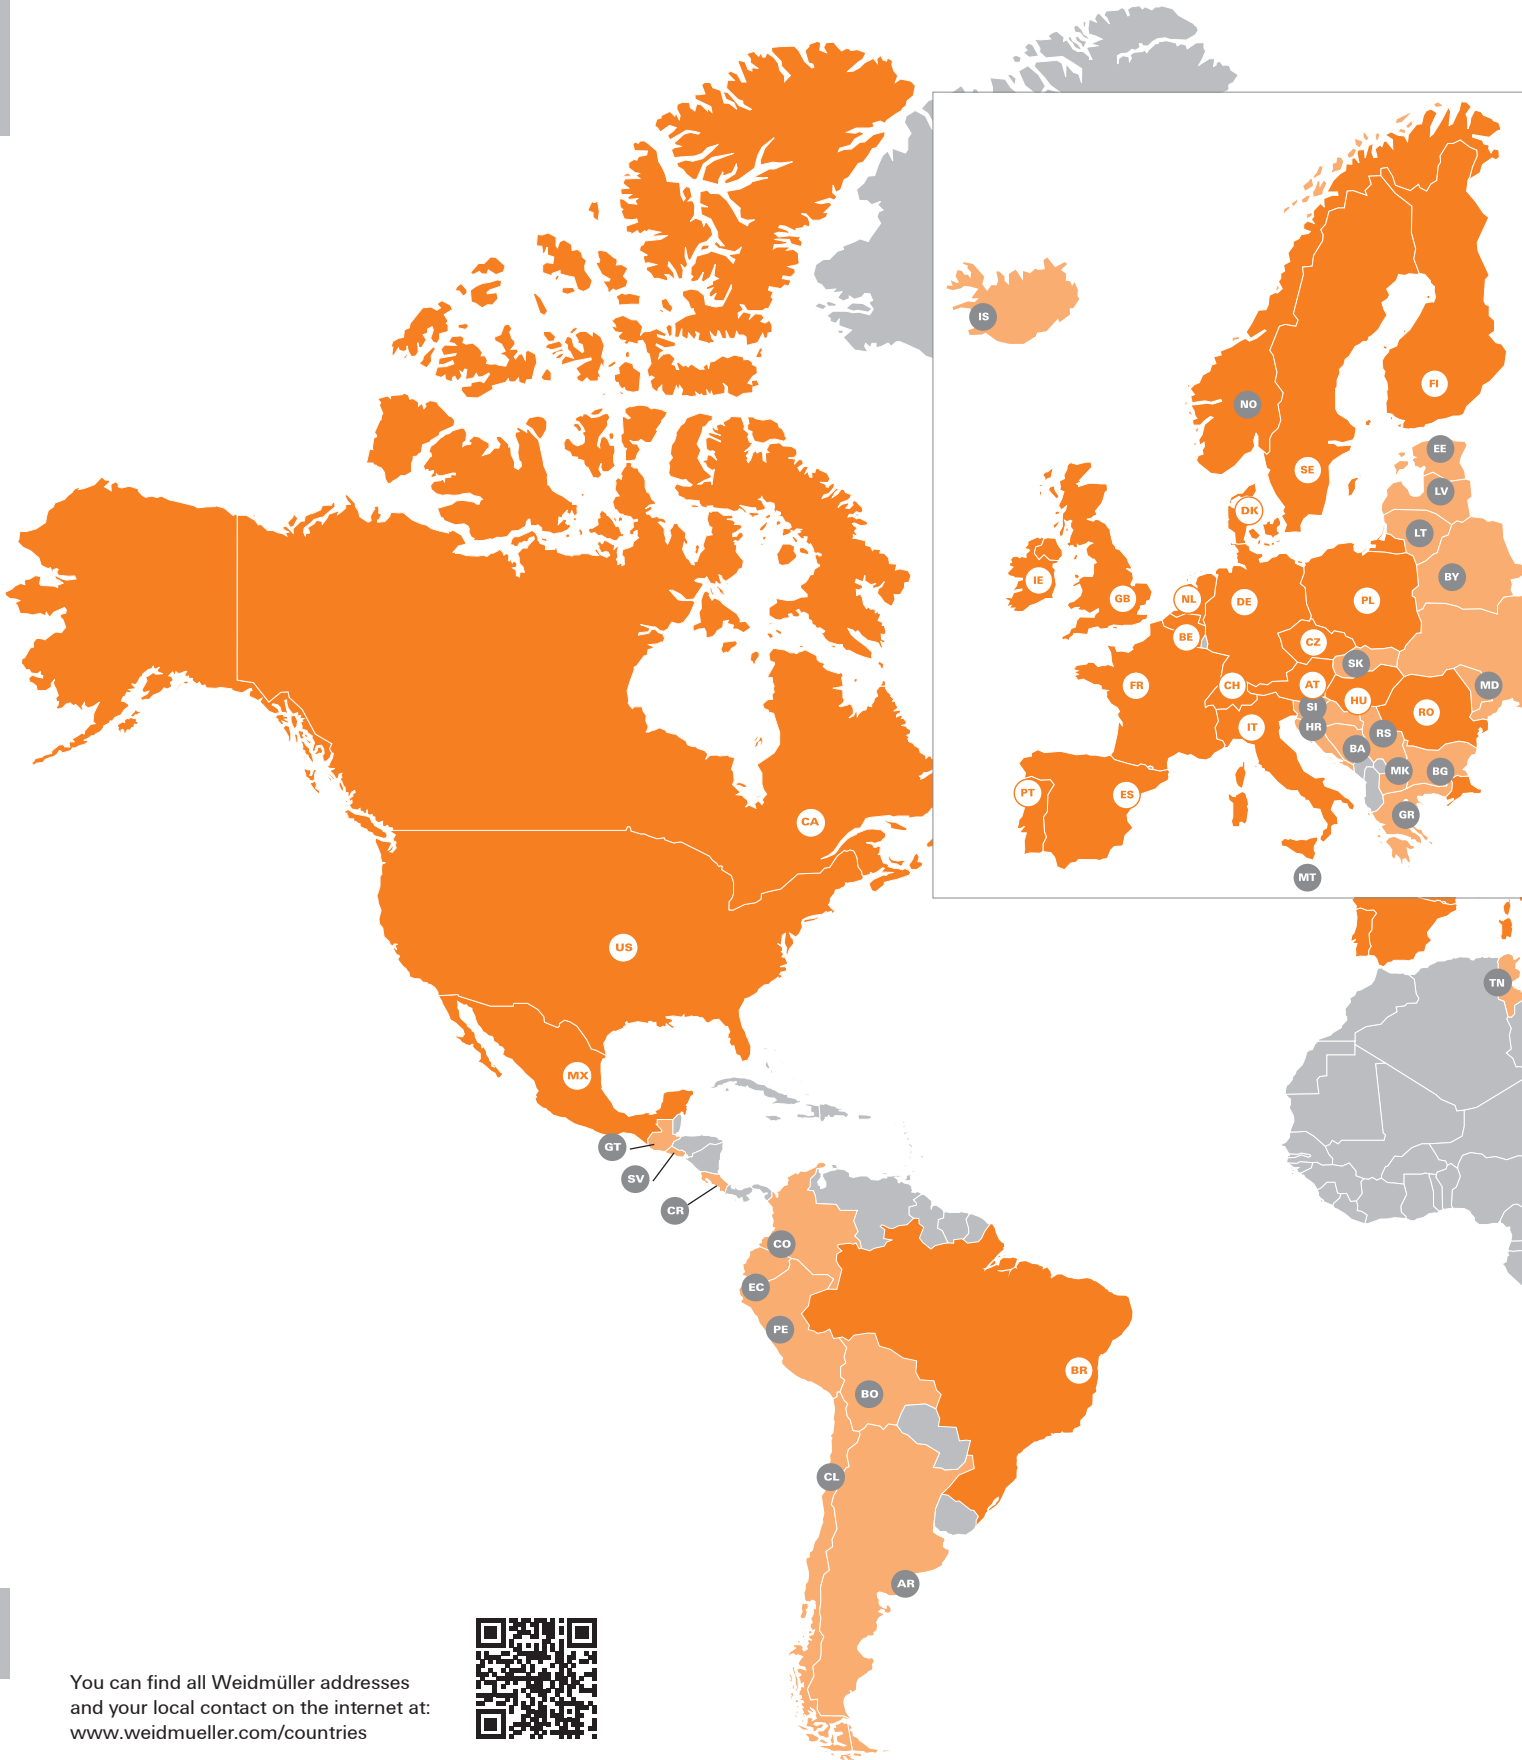 IS
FI
NO
EE
SE
LV
DK
LT
BY
IE
GB
NL
DE
PL
BE
CZ
SK
FR
CH
AT
MD
HU
SI
RO
IT
HR
RS
BA
MK
BG
PT
ES
GR
CA
MT
US
TN
MX
GT
SV
CR
CO
EC
PE
BR
BO
CL
AR
You can find all Weidmüller addresses
and your local contact on the internet at:
www.weidmueller.com/countries